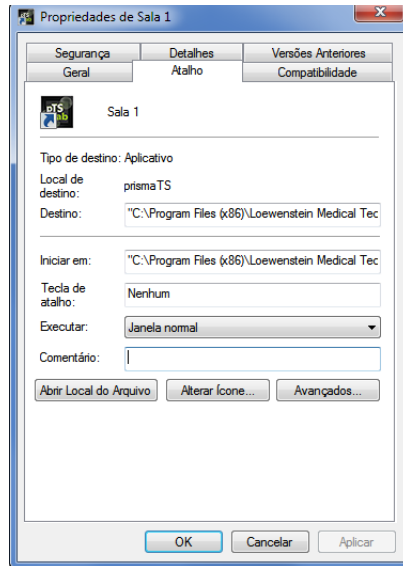 Propriedades de Sala 1
Segurança Detalhes Versões Anteriores
Geral Atalho Compatibilidade
Sala 1
Tipo de destino: Aplicativo
Local de destino: prismaTS
Destino: "C:\Program Files (x86)\Loewenstein Medical Tec
Iniciar em: "C:\Program Files (x86)\Loewenstein Medical Tec
Tecla de atalho: Nenhum
Executar: Janela normal
Comentário:
Abrir Local do Arquivo Alterar Ícone... Avançados...
OK Cancelar Aplicar